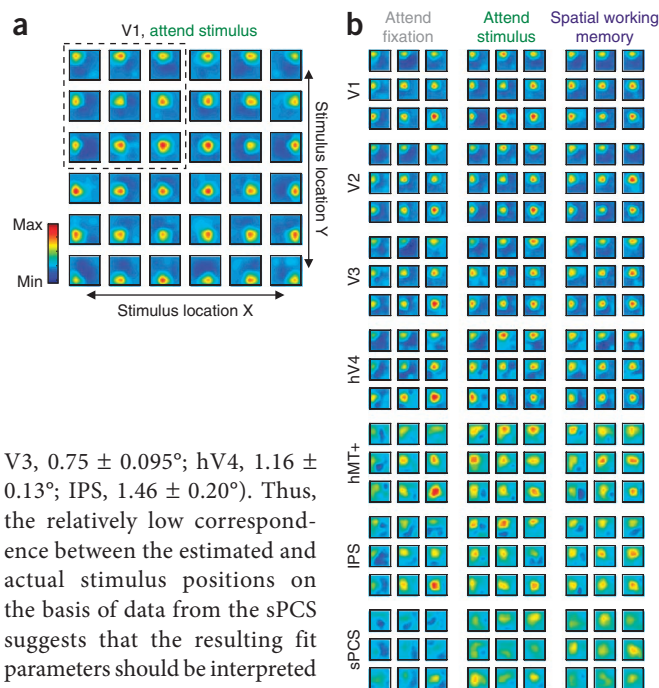 a
V1, attend stimulus
Stimulus location Y
Max
Min
Stimulus location X
V3, 0.75 ± 0.095°; hV4, 1.16 ±
0.13°; IPS, 1.46 ± 0.20°). Thus,
the relatively low correspond-
ence between the estimated and
actual stimulus positions on
the basis of data from the sPCS
suggests that the resulting fit
parameters should be interpreted
b
Attend
fixation
Attend
stimulus
Spatial working
memory
V1
V2
V3
hV4
hMT+
IPS
sPCS